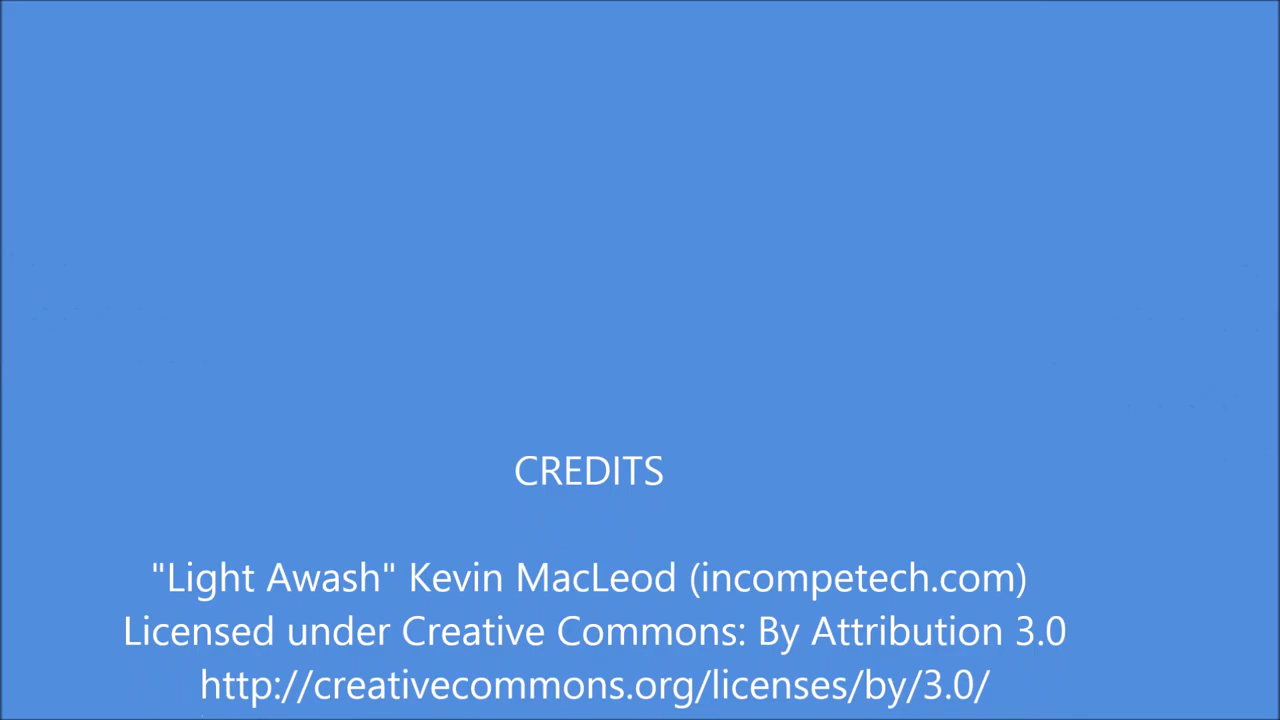 CREDITS
"Light Awash" Kevin MacLeod (incompetech.com)
Licensed under Creative Commons: By Attribution 3.0
http://creativecommons.org/licenses/by/3.0/